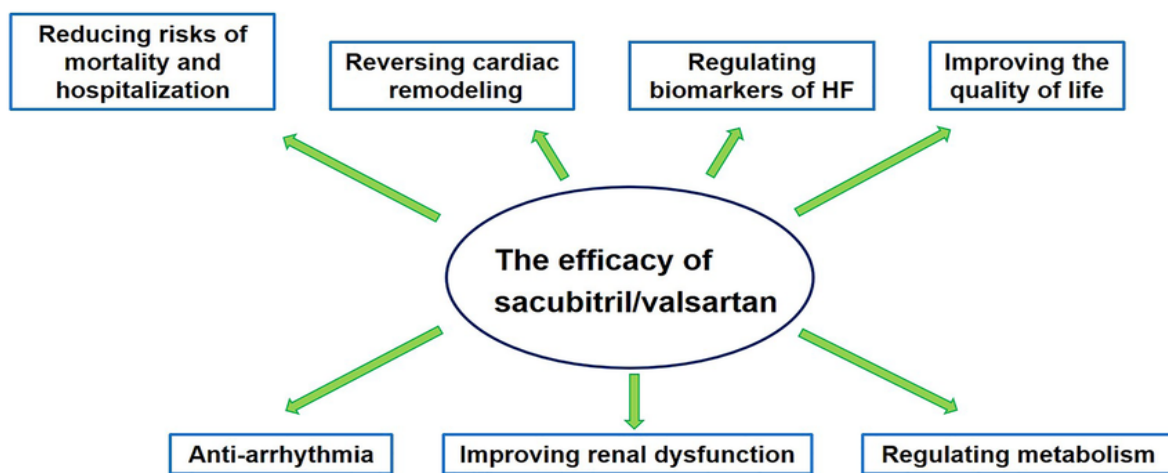 Reducing risks of
mortality and
hospitalization
Reversing cardiac
remodeling
Regulating
biomarkers of HF
Improving the
quality of life
The efficacy of
sacubitril/valsartan
Anti-arrhythmia
Improving renal dysfunction
Regulating metabolism